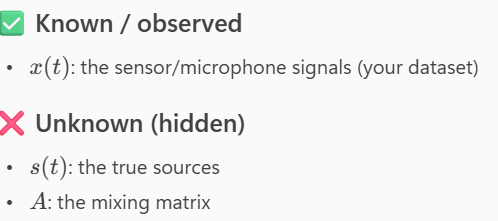 ✅ Known / observed
• x(t): the sensor/microphone signals (your dataset)
❌ Unknown (hidden)
• s(t): the true sources
• A: the mixing matrix